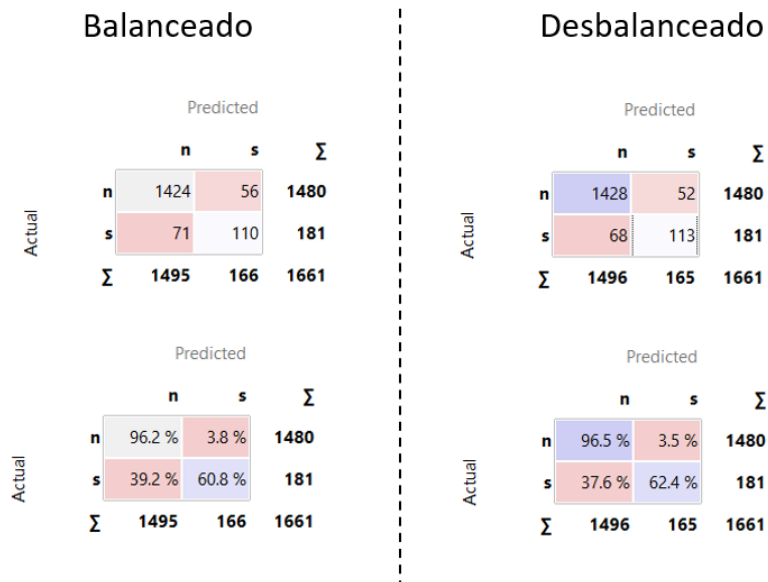 Balanceado
Predicted
n s Σ
n 1424 56 1480
s 71 110 181
Σ 1495 166 1661
Actual
Predicted
n s Σ
n 96.2 % 3.8 % 1480
s 39.2 % 60.8 % 181
Σ 1495 166 1661
Actual
Desbalanceado
Predicted
n s Σ
n 1428 52 1480
s 68 113 181
Σ 1496 165 1661
Actual
Predicted
n s Σ
n 96.5 % 3.5 % 1480
s 37.6 % 62.4 % 181
Σ 1496 165 1661
Actual